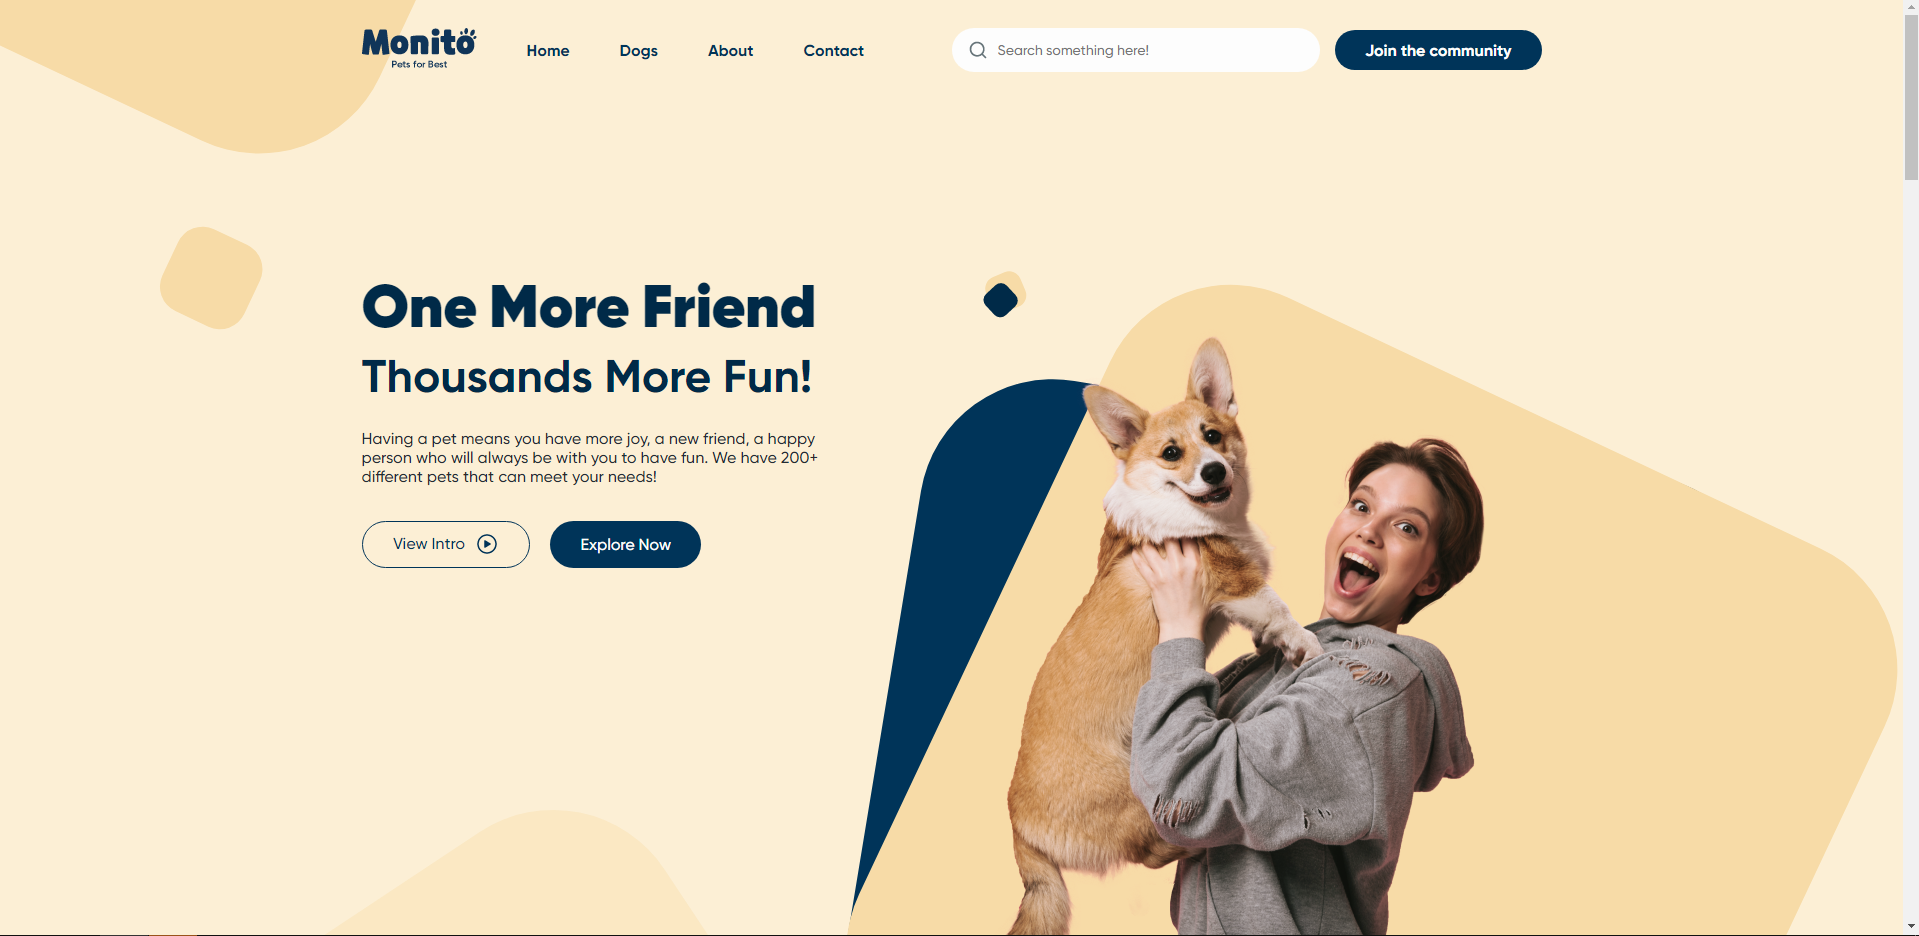 Monito
Pets for Best
Home
Dogs
About
Contact
Search something here!
Join the community
One More Friend
Thousands More Fun!
Having a pet means you have more joy, a new friend, a happy
person who will always be with you to have fun. We have 200+
different pets that can meet your needs!
View Intro
Explore Now